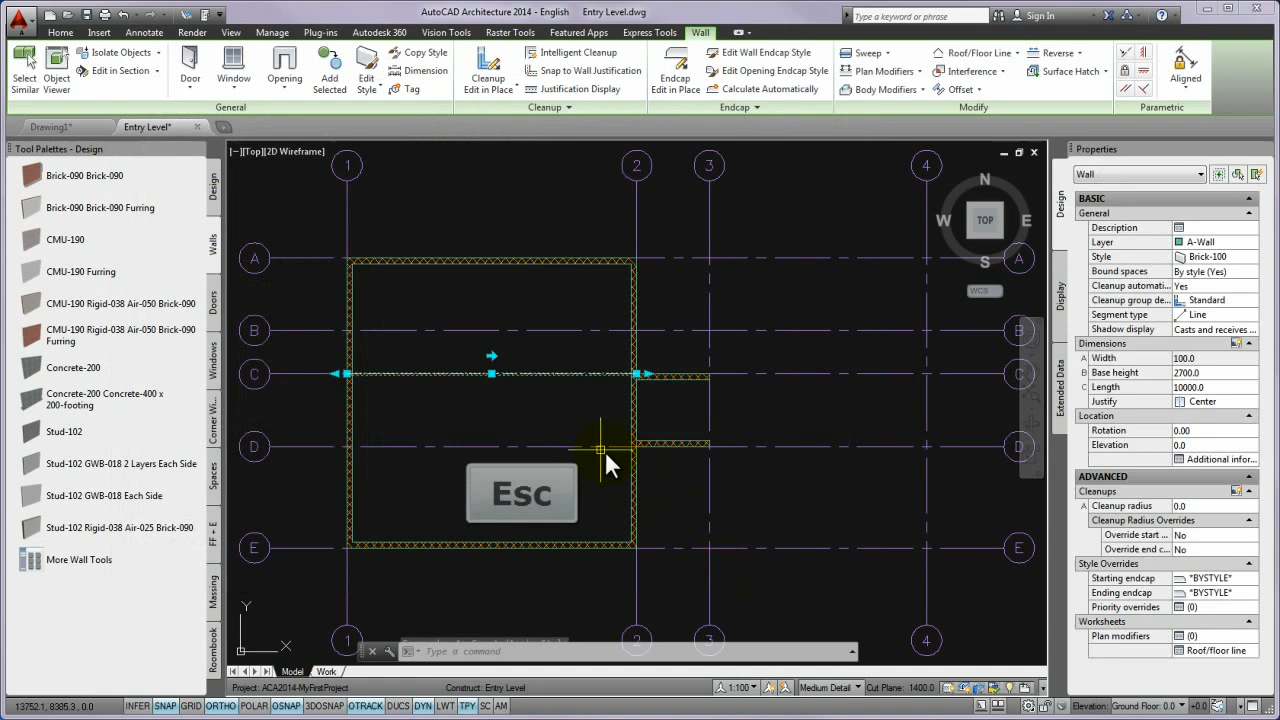 AutoCAD Architecture 2014 - English Entry Level.dwg
Type a keyword or phrase
Sign In
Home Insert Annotate Render View Manage Plug-ins Autodesk 360 Vision Tools Raster Tools Featured Apps Express Tools Wall
Select Similar
Object Viewer
Isolate Objects
Edit in Section
Door
Window
Opening
Add Selected
Edit Style
Copy Style
Dimension
Tag
General
Cleanup Edit in Place
Intelligent Cleanup
Snap to Wall Justification
Justification Display
Cleanup
Endcap Edit in Place
Edit Wall Endcap Style
Edit Opening Endcap Style
Calculate Automatically
Endcap
Sweep
Plan Modifiers
Body Modifiers
Roof/Floor Line
Interference
Offset
Reverse
Surface Hatch
Modify
Aligned
Parametric
Drawing1*
Entry Level*
Tool Palettes - Design
Brick-090 Brick-090
Brick-090 Brick-090 Furring
CMU-190
CMU-190 Furring
CMU-190 Rigid-038 Air-050 Brick-090
CMU-190 Rigid-038 Air-050 Brick-090
Furring
Concrete-200
Concrete-200 Concrete-400 x
200-footing
Stud-102
Stud-102 GWB-018 2 Layers Each Side
Stud-102 GWB-018 Each Side
Stud-102 Rigid-038 Air-025 Brick-090
More Wall Tools
Design
Walls
Doors
Windows
Corner Wi...
Spaces
FF + E
Massing
Roombook
[−][Top][2D Wireframe]
1 2 3 4
N
W TOP E
S
WCS
A A
B B
C C
D D
E E
Esc
1 2 3 4
Y
X
Type a command
Model Work
Properties
Design
Display
Extended Data
Wall
BASIC
General
Description
Layer A-Wall
Style Brick-100
Bound spaces By style (Yes)
Cleanup automati... Yes
Cleanup group de... Standard
Segment type Line
Shadow display Casts and receives ...
Dimensions
A Width 100.0
B Base height 2700.0
C Length 10000.0
Justify Center
Location
Rotation 0.00
Elevation 0.0
Additional infor...
ADVANCED
Cleanups
A Cleanup radius 0.0
Cleanup Radius Overrides
Override start ... No
Override end c... No
Style Overrides
Starting endcap *BYSTYLE*
Ending endcap *BYSTYLE*
Priority overrides (0)
Worksheets
Plan modifiers (0)
Roof/floor line
Project: ACA2014-MyFirstProject Construct: Entry Level 1:100 Medium Detail Cut Plane: 1400.0
13752.1, 8385.3, 0.0 INFER SNAP GRID ORTHO POLAR OSNAP 3DOSNAP OTRACK DUCS DYN LWT TPY SC AM Elevation: Ground Floor: 0.0 +0.0